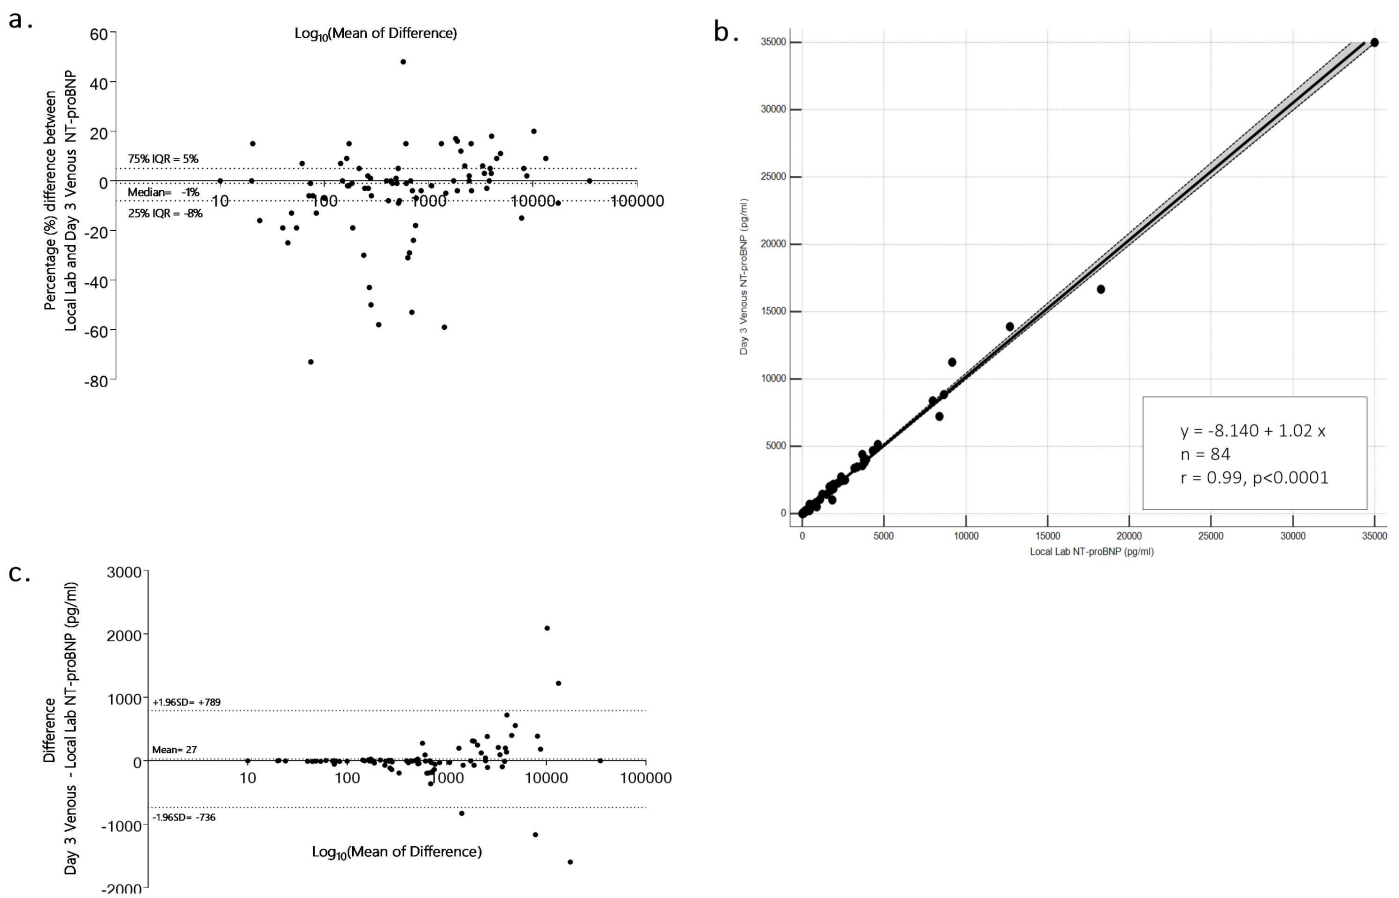 a.
Log10(Mean of Difference)
60
40
20
0
-20
-40
-60
-80
Percentage (%) difference between
Local Lab and Day 3 Venous NT-proBNP
75% IQR = 5%
Median= -1%
25% IQR = -8%
10
100
1000
10000
100000
b.
35000
30000
25000
20000
15000
10000
5000
0
Day 3 Venous NT-proBNP (pg/ml)
y = -8.140 + 1.02 x
n = 84
r = 0.99, p<0.0001
0
5000
10000
15000
20000
25000
30000
35000
Local Lab NT-proBNP (pg/ml)
c.
3000
2000
1000
0
-1000
-2000
Difference
Day 3 Venous - Local Lab NT-proBNP (pg/ml)
+1.96SD= +789
Mean= 27
-1.96SD= -736
10
100
1000
10000
100000
Log10(Mean of Difference)